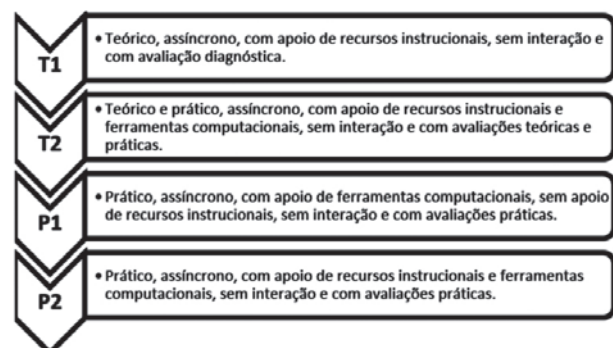 T1
• Teórico, assíncrono, com apoio de recursos instrucionais, sem interação e
com avaliação diagnóstica.
T2
• Teórico e prático, assíncrono, com apoio de recursos instrucionais e
ferramentas computacionais, sem interação e com avaliações teóricas e
práticas.
P1
• Prático, assíncrono, com apoio de ferramentas computacionais, sem apoio
de recursos instrucionais, sem interação e com avaliações práticas.
P2
• Prático, assíncrono, com apoio de recursos instrucionais e ferramentas
computacionais, sem interação e com avaliações práticas.